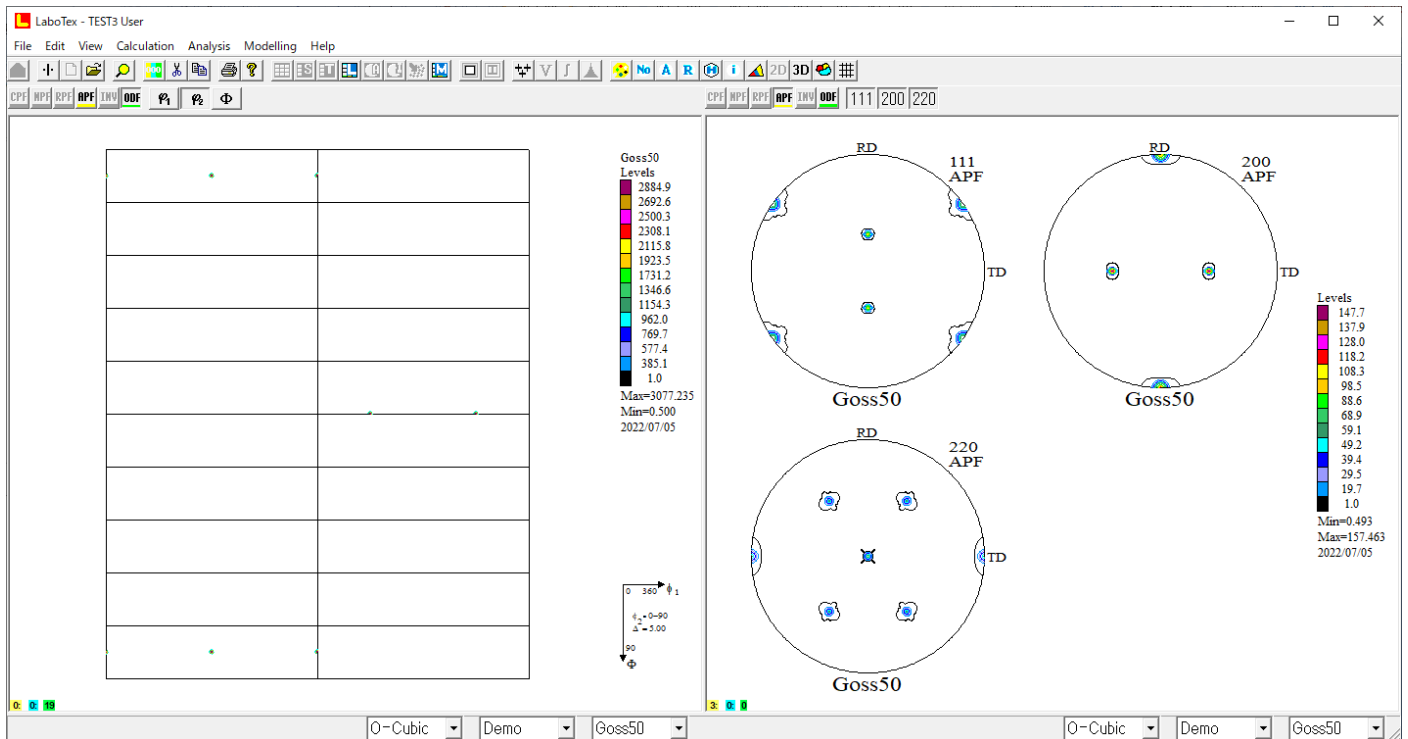 LaboTex - TEST3 User
File Edit View Calculation Analysis Modelling Help
No A R H i 2D 3D
CPF NPF RPF APF INV ODF φ1 φ2 Φ
CPF NPF RPF APF INV ODF 111 200 220
Goss50
Levels
2884.9
2692.6
2500.3
2308.1
2115.8
1923.5
1731.2
1346.6
1154.3
962.0
769.7
577.4
385.1
1.0
Max=3077.235
Min=0.500
2022/07/05
0 360 ϕ1
ϕ2=0-90
Δ=5.00
90
Φ
0: 0: 19
O-Cubic Demo Goss50
RD
111
APF
TD
Goss50
RD
200
APF
TD
Goss50
RD
220
APF
TD
Goss50
Levels
147.7
137.9
128.0
118.2
108.3
98.5
88.6
68.9
59.1
49.2
39.4
29.5
19.7
1.0
Min=0.493
Max=157.463
2022/07/05
3: 0: 0
O-Cubic Demo Goss50